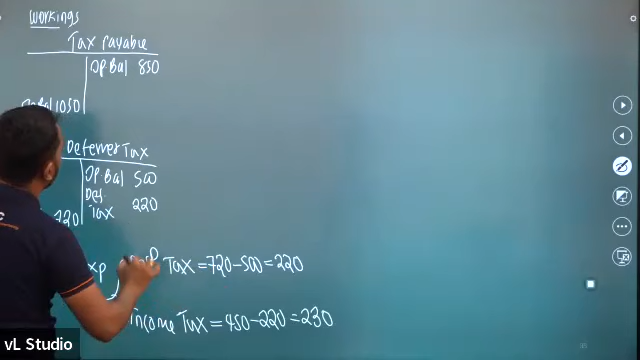 Workings
Tax Payable
Op.Bal 850
Bal 1050
Deferred Tax
Op.Bal 500
Def.
Tax 220
720
xp Tax = 720 - 500 = 220
Income Tax = 450 - 220 = 230
vL Studio